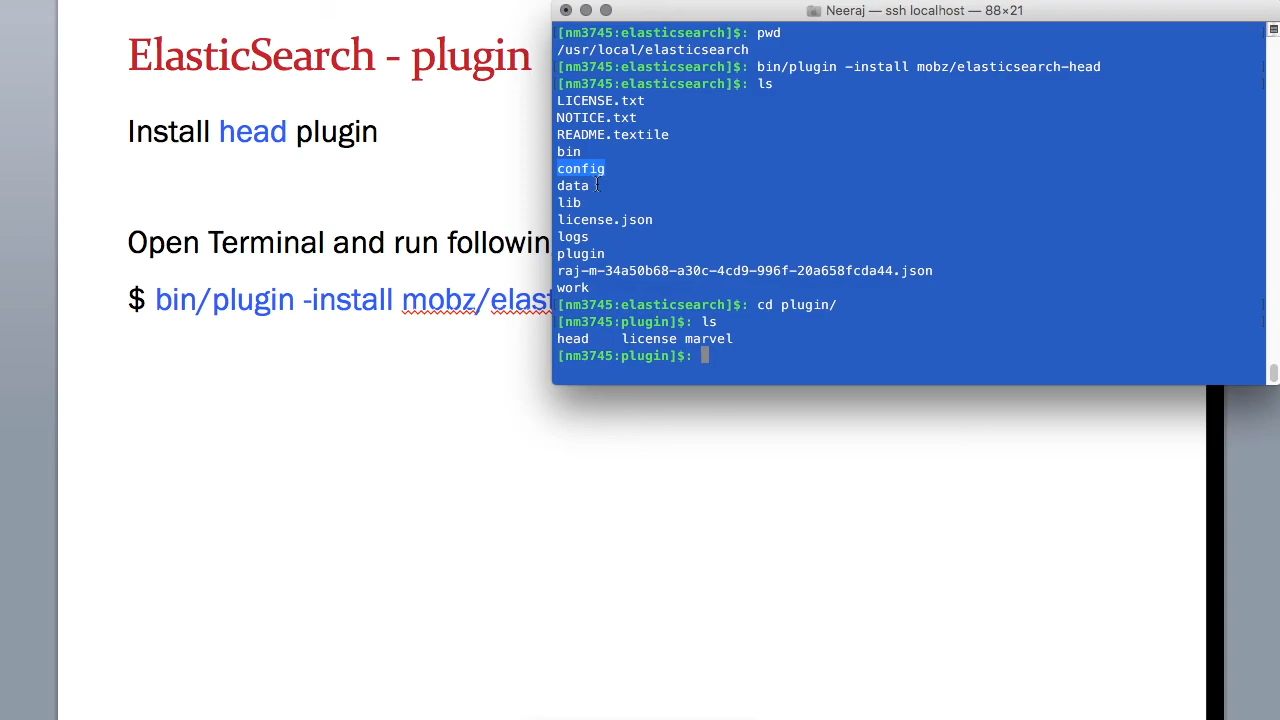 ElasticSearch - plugin
Install head plugin
Open Terminal and run followin
$ bin/plugin -install mobz/elast
Neeraj — ssh localhost — 88×21
[nm3745:elasticsearch]$: pwd
/usr/local/elasticsearch
[nm3745:elasticsearch]$: bin/plugin -install mobz/elasticsearch-head
[nm3745:elasticsearch]$: ls
LICENSE.txt
NOTICE.txt
README.textile
bin
config
data
lib
license.json
logs
plugin
raj-m-34a50b68-a30c-4cd9-996f-20a658fcda44.json
work
[nm3745:elasticsearch]$: cd plugin/
[nm3745:plugin]$: ls
head    license marvel
[nm3745:plugin]$: